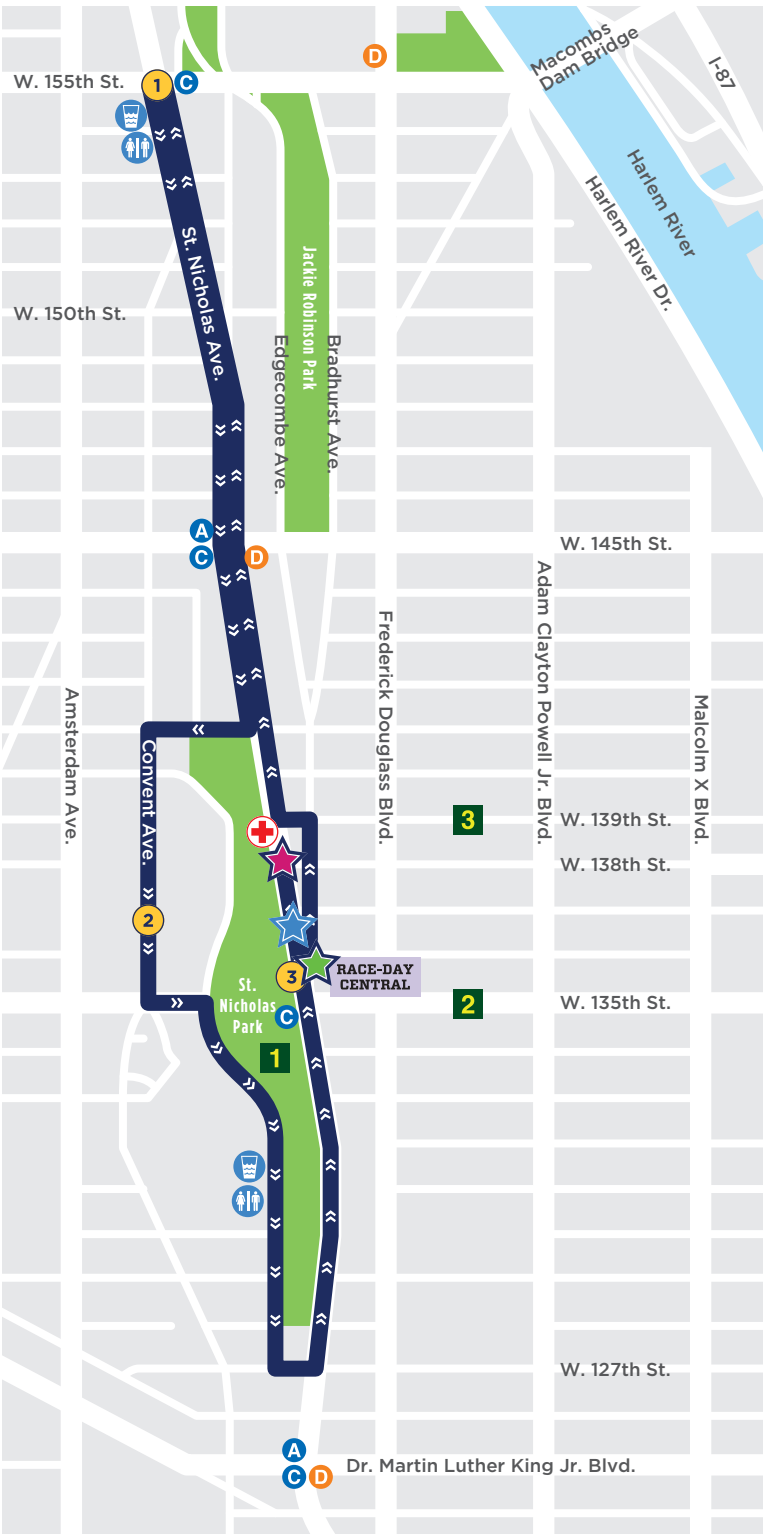 D
Macombs
Dam Bridge
I-87
W. 155th St.
1
C
Harlem River
Harlem River Dr.
St. Nicholas Ave.
Jackie Robinson Park
W. 150th St.
Edgecombe Ave.
Bradhurst Ave.
A
C
D
W. 145th St.
Adam Clayton Powell Jr. Blvd.
Frederick Douglass Blvd.
Amsterdam Ave.
Malcolm X Blvd.
Convent Ave.
3
W. 139th St.
W. 138th St.
2
3
RACE-DAY
CENTRAL
St.
Nicholas
Park
C
2
W. 135th St.
1
W. 127th St.
A
C
D
Dr. Martin Luther King Jr. Blvd.